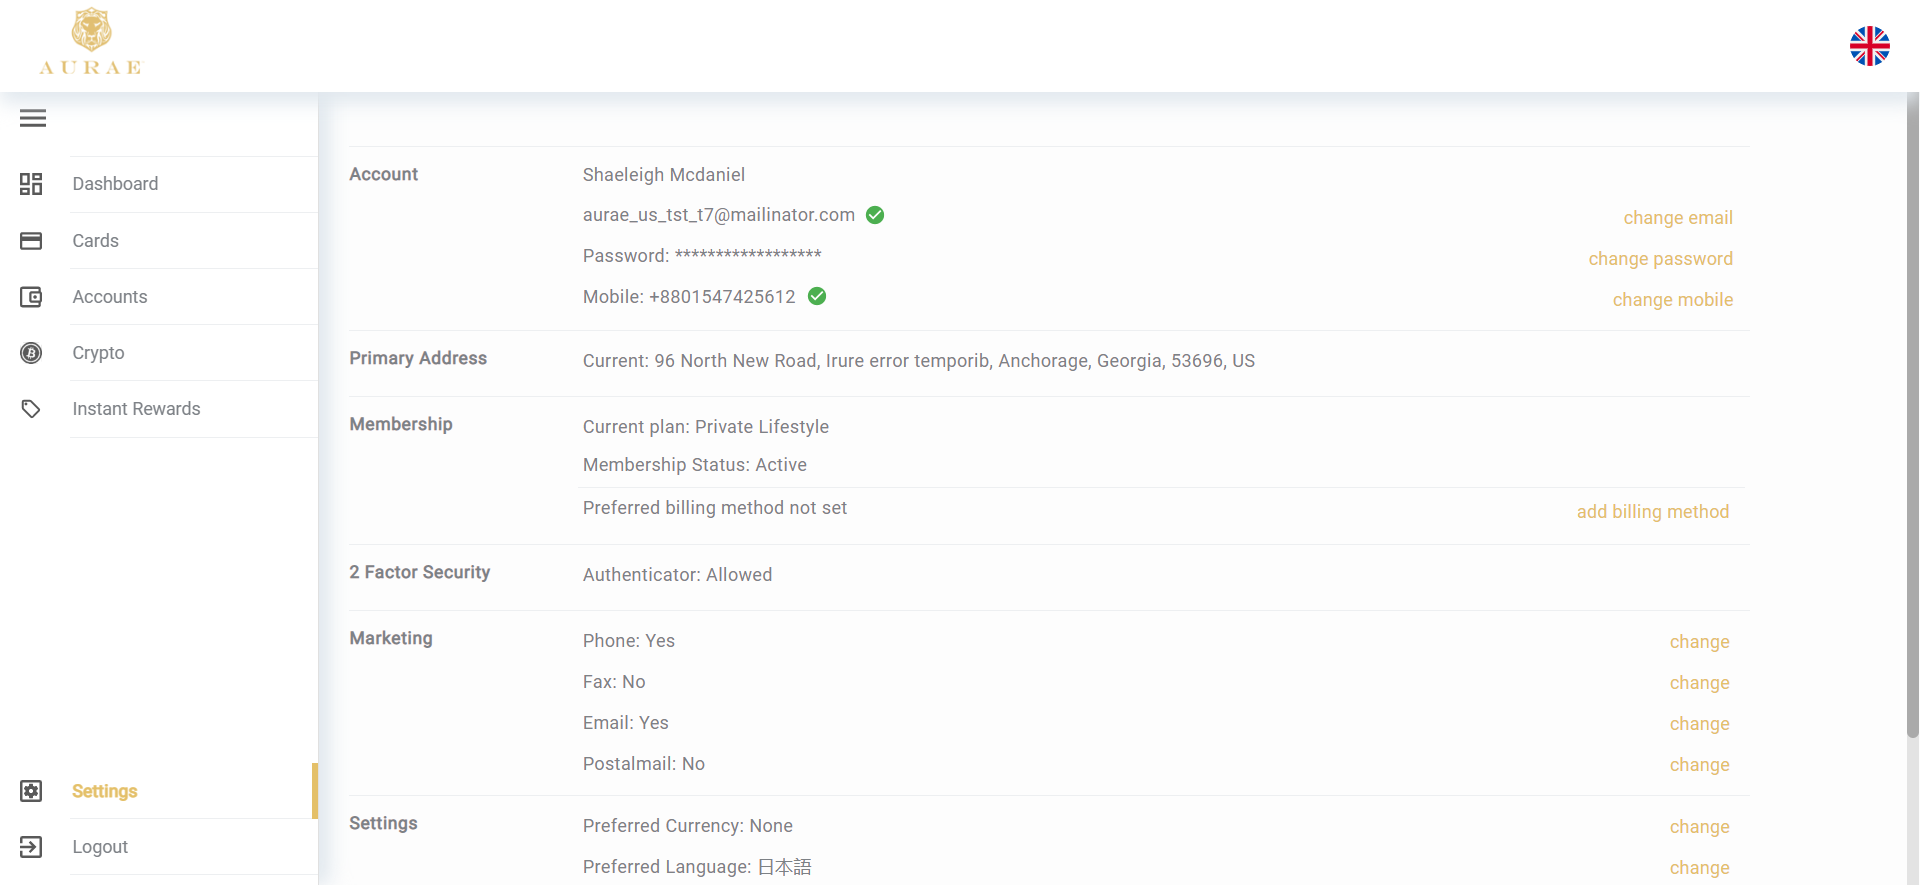 AURAE
Dashboard
Cards
Accounts
Crypto
Instant Rewards
Settings
Logout
Account
Shaeleigh Mcdaniel
aurae_us_tst_t7@mailinator.com
change email
Password: ******************
change password
Mobile: +8801547425612
change mobile
Primary Address
Current: 96 North New Road, Irure error temporib, Anchorage, Georgia, 53696, US
Membership
Current plan: Private Lifestyle
Membership Status: Active
Preferred billing method not set
add billing method
2 Factor Security
Authenticator: Allowed
Marketing
Phone: Yes
change
Fax: No
change
Email: Yes
change
Postalmail: No
change
Settings
Preferred Currency: None
change
Preferred Language: 日本語
change